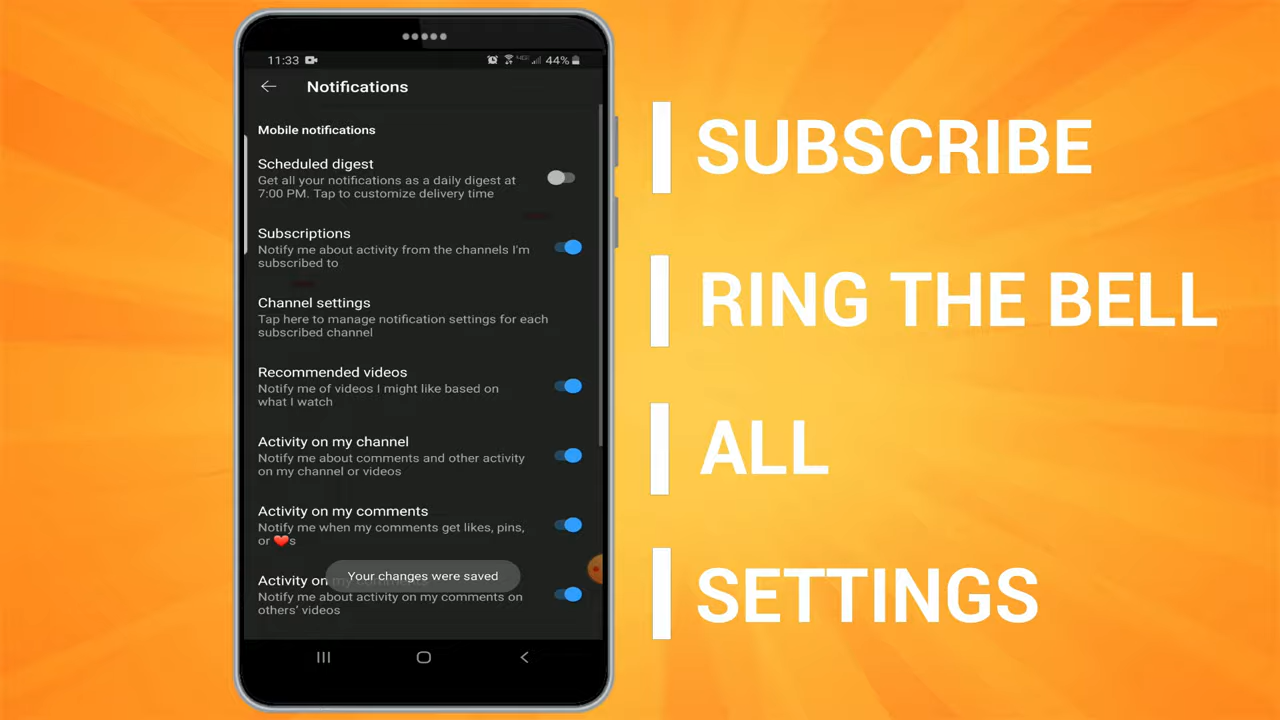 11:33
44%
Notifications
Mobile notifications
Scheduled digest
Get all your notifications as a daily digest at
7:00 PM. Tap to customize delivery time
Subscriptions
Notify me about activity from the channels I'm
subscribed to
Channel settings
Tap here to manage notification settings for each
subscribed channel
Recommended videos
Notify me of videos I might like based on
what I watch
Activity on my channel
Notify me about comments and other activity
on my channel or videos
Activity on my comments
Notify me when my comments get likes, pins,
or ❤️s
Your changes were saved
Activity on my comments
Notify me about activity on my comments on
others' videos
SUBSCRIBE
RING THE BELL
ALL
SETTINGS